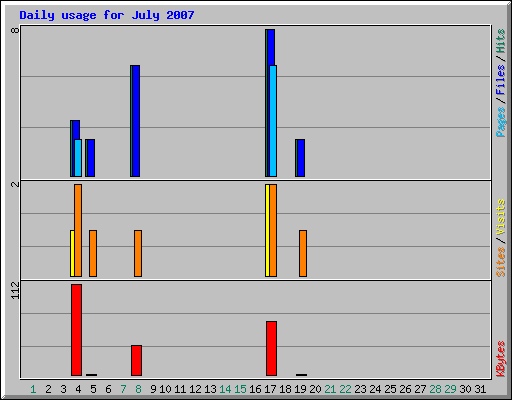 Daily usage for July 2007
8
Pages/Files/Hits
2
Sites/Visits
112
KBytes
1 2 3 4 5 6 7 8 9 10 11 12 13 14 15 16 17 18 19 20 21 22 23 24 25 26 27 28 29 30 31